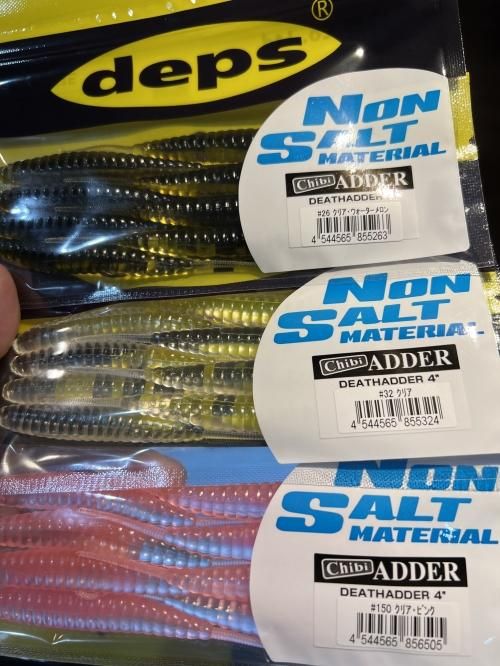 deps®
NON
SALT
MATERIAL
Chibi ADDER
DEATHADDER
#26 クリア・ウォーターメロン
4 544565 855263
NON
SALT
MATERIAL
Chibi ADDER
DEATHADDER 4"
#32 クリア
4 544565 855324
NON
SALT
MATERIAL
Chibi ADDER
DEATHADDER 4"
#150 クリア・ピンク
4 544565 856505